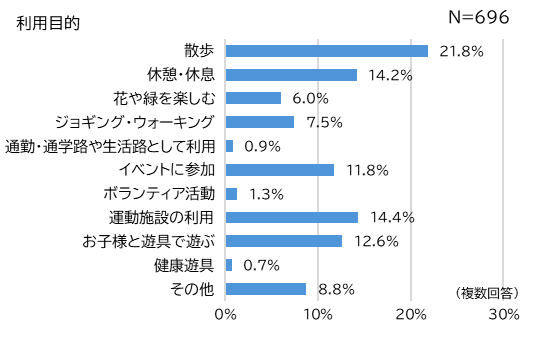 利用目的
N=696
散歩 21.8%
休憩・休息 14.2%
花や緑を楽しむ 6.0%
ジョギング・ウォーキング 7.5%
通勤・通学路や生活路として利用 0.9%
イベントに参加 11.8%
ボランティア活動 1.3%
運動施設の利用 14.4%
お子様と遊具で遊ぶ 12.6%
健康遊具 0.7%
その他 8.8%
（複数回答）
0% 10% 20% 30%